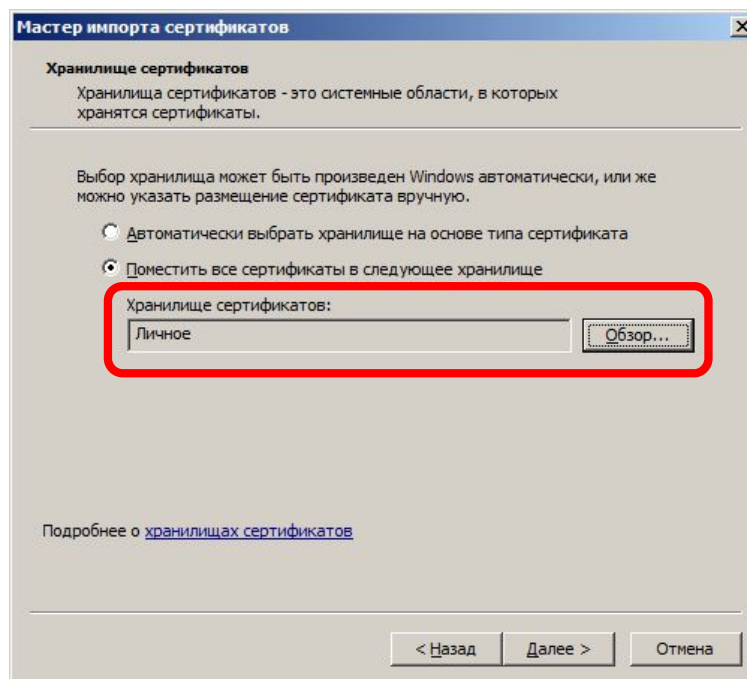 Мастер импорта сертификатов
Хранилище сертификатов
Хранилища сертификатов - это системные области, в которых
хранятся сертификаты.
Выбор хранилища может быть произведен Windows автоматически, или же
можно указать размещение сертификата вручную.
Автоматически выбрать хранилище на основе типа сертификата
Поместить все сертификаты в следующее хранилище
Хранилище сертификатов:
Личное
Обзор...
Подробнее о хранилищах сертификатов
< Назад
Далее >
Отмена